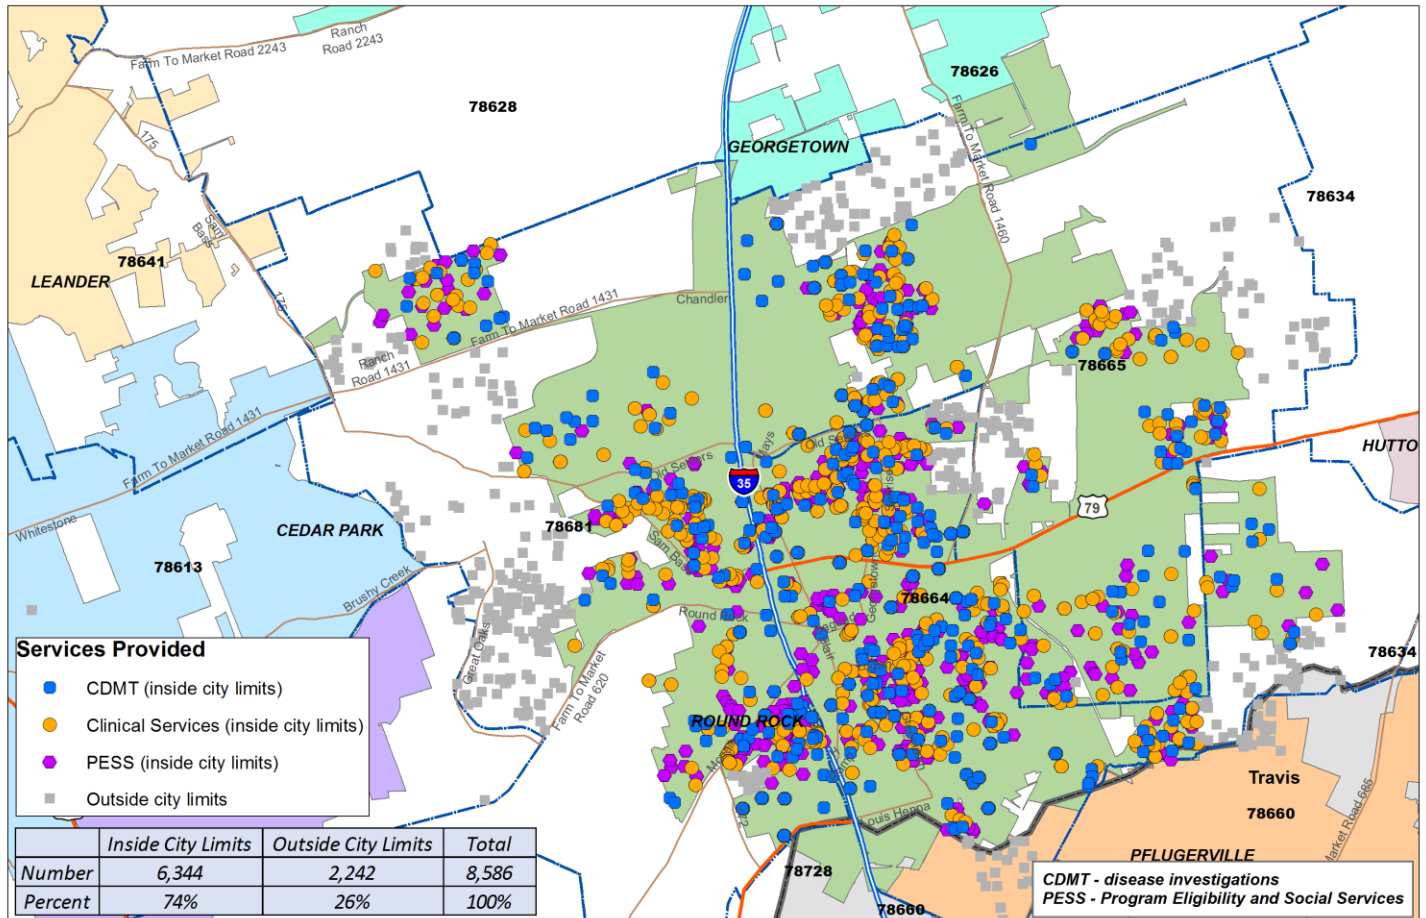 Ranch
Road 2243
Farm To Market Road 2243
78626
78628
Farm To Market Road 1460
175
GEORGETOWN
78634
Sam
Bass
78641
LEANDER
175
Chandler
Farm To Market Road 1431
Ranch
Road 1431
78665
Farm To Market Road 1431
Mays
Old Settlers
HUTTO
35
79
Whitestone
CEDAR PARK
78681
Sam Bass
78613
Brushy Creek
Georgetown
78664
Round Rock
Great Oaks
78634
Farm To Market
Road 620
ROUND ROCK
Services Provided
CDMT (inside city limits)
Clinical Services (inside city limits)
PESS (inside city limits)
Outside city limits
Travis
78660
Louis Henna
Market Road 685
PFLUGERVILLE
78728
78660
Inside City Limits Outside City Limits Total
Number 6,344 2,242 8,586
Percent 74% 26% 100%
CDMT - disease investigations
PESS - Program Eligibility and Social Services